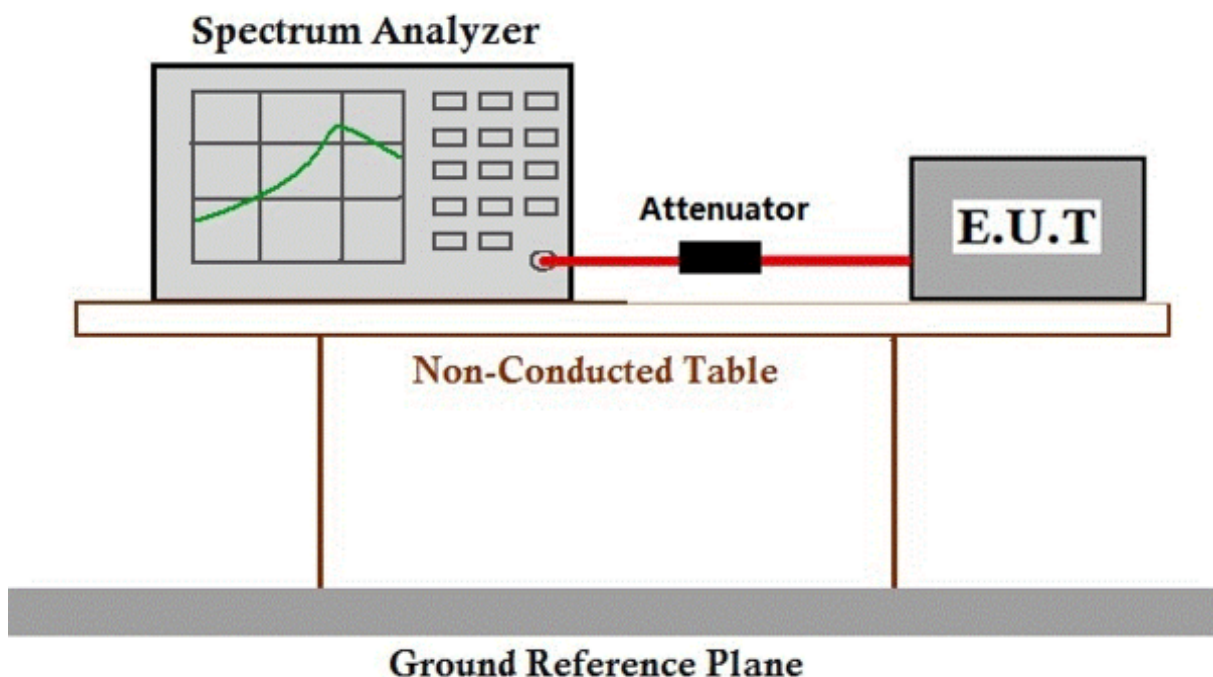 Spectrum Analyzer
Attenuator
E.U.T
Non-Conducted Table
Ground Reference Plane